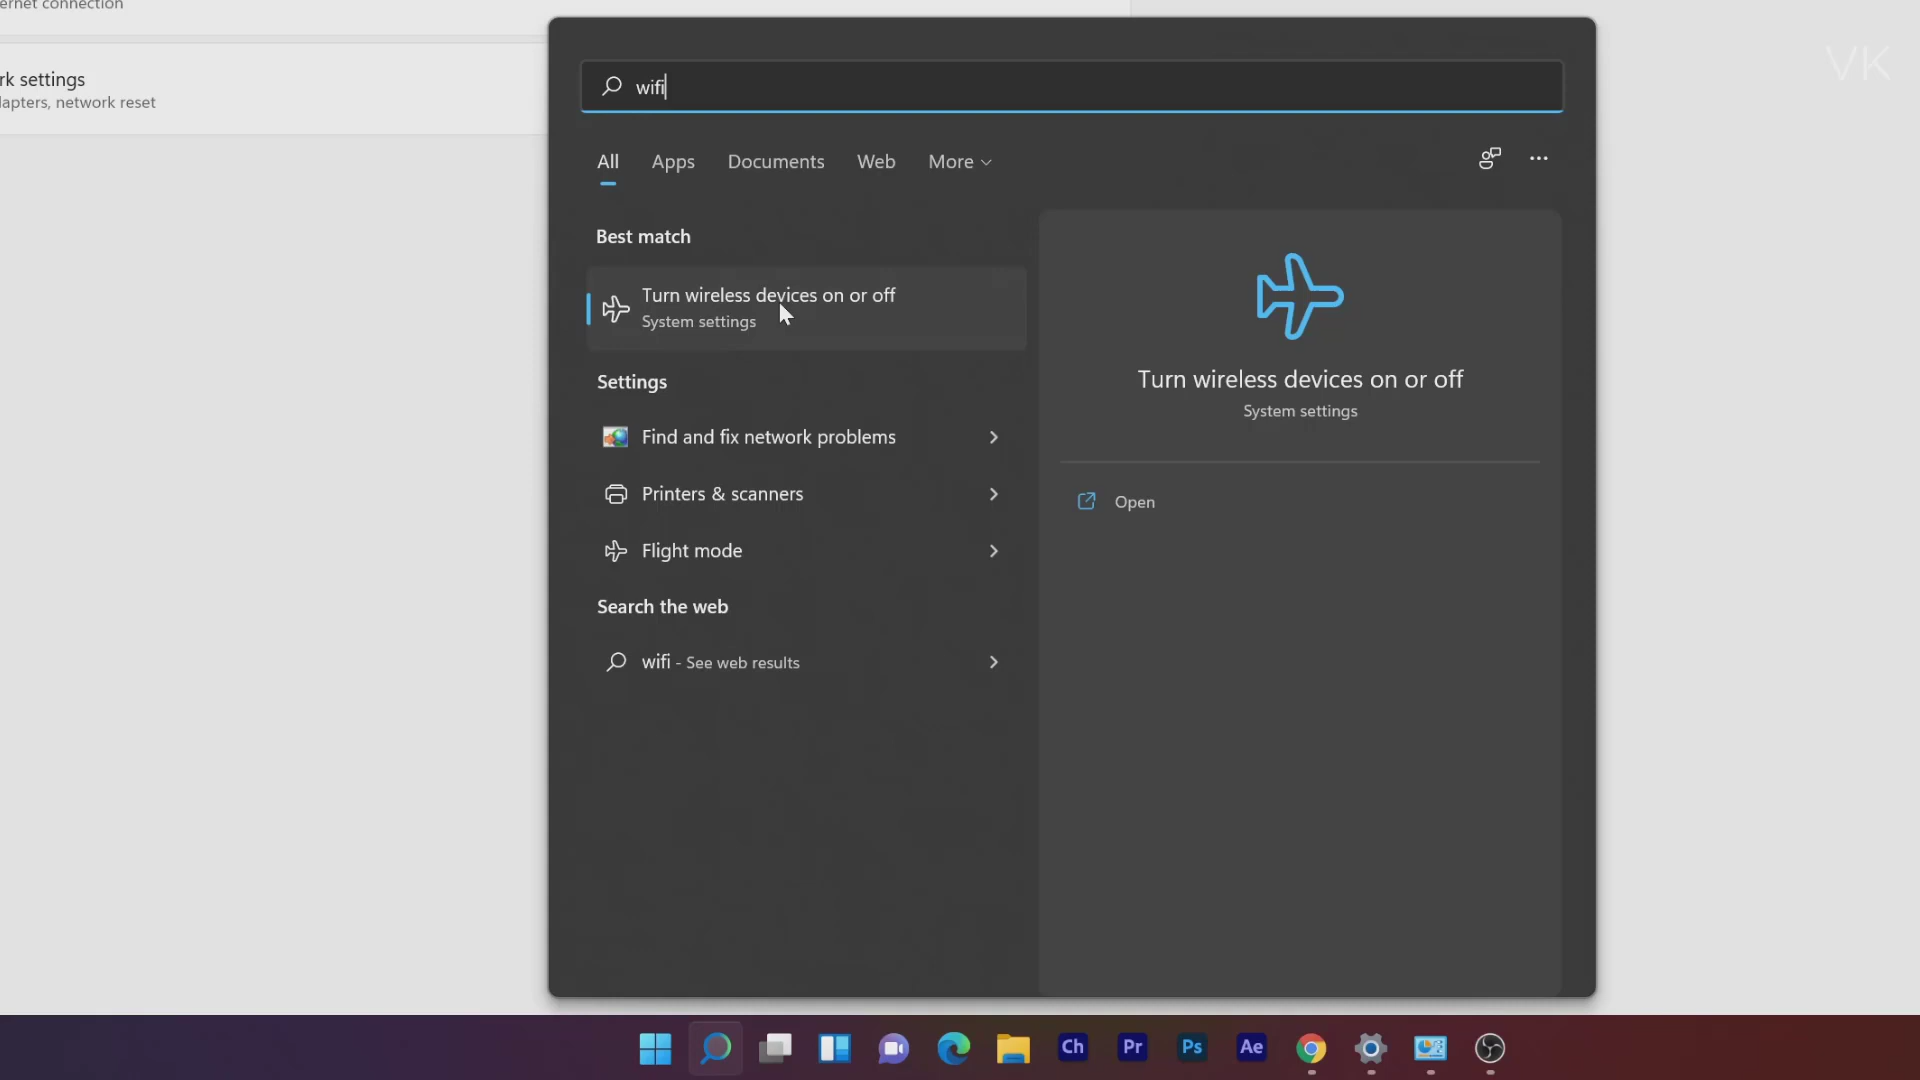 ernet connection
rk settings
lapters, network reset
VK
wifi
All Apps Documents Web More
Best match
Turn wireless devices on or off
System settings
Settings
Find and fix network problems
Printers & scanners
Flight mode
Search the web
wifi - See web results
Turn wireless devices on or off
System settings
Open
Ch Pr Ps Ae